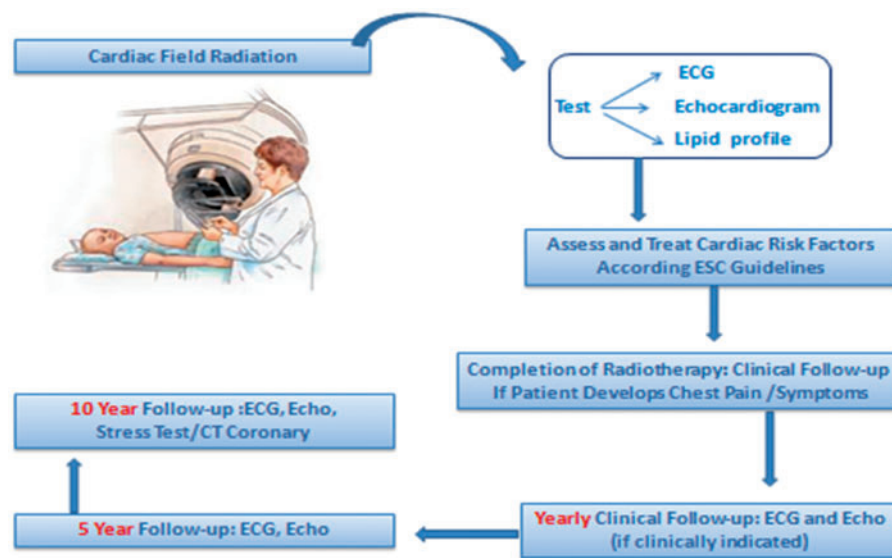 Cardiac Field Radiation
Test
ECG
Echocardiogram
Lipid profile
Assess and Treat Cardiac Risk Factors
According ESC Guidelines
Completion of Radiotherapy: Clinical Follow-up
If Patient Develops Chest Pain /Symptoms
Yearly Clinical Follow-up: ECG and Echo
(if clinically indicated)
5 Year Follow-up: ECG, Echo
10 Year Follow-up :ECG, Echo,
Stress Test/CT Coronary